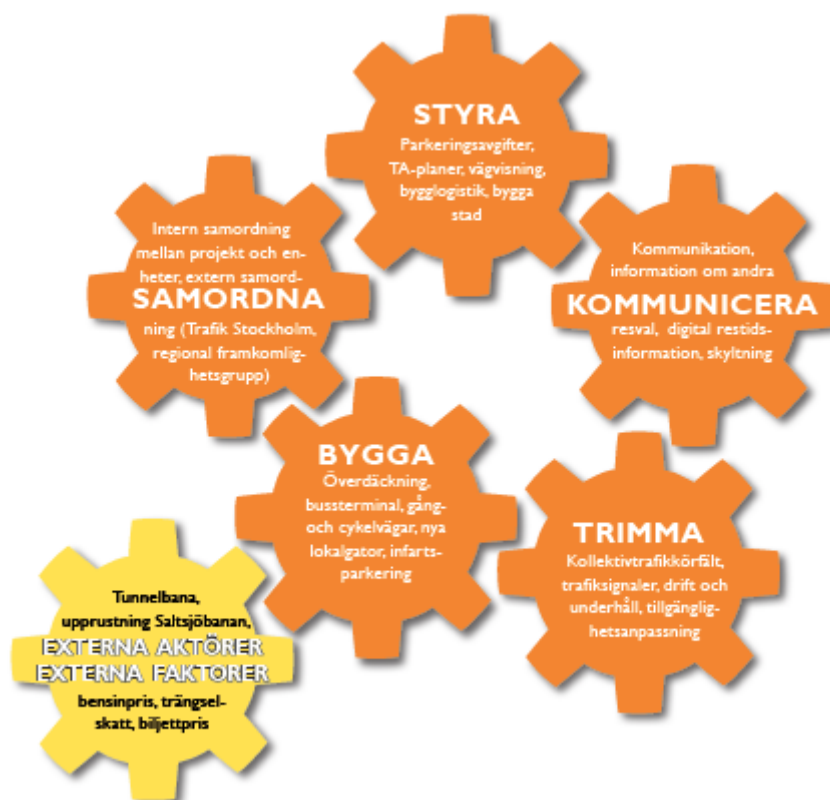 STYRA
Parkeringsavgifter,
TA-planer, vägvisning,
bygglogistik, bygga
stad
Intern samordning
mellan projekt och en-
heter, extern samord-
SAMORDNA
ning (Trafik Stockholm,
regional framkomlig-
hetsgrupp)
Kommunikation,
information om andra
KOMMUNICERA
resval, digital restids-
information, skyltning
BYGGA
Överdäckning,
bussterminal, gång-
och cykelvägar, nya
lokalgator, infarts-
parkering
TRIMMA
Kollektivtrafikkörfält,
trafiksignaler, drift och
underhåll, tillgänglig-
hetsanpassning
Tunnelbana,
upprustning Saltsjöbanan,
EXTERNA AKTÖRER
EXTERNA FAKTORER
bensinpris, trängsel-
skatt, biljettpris